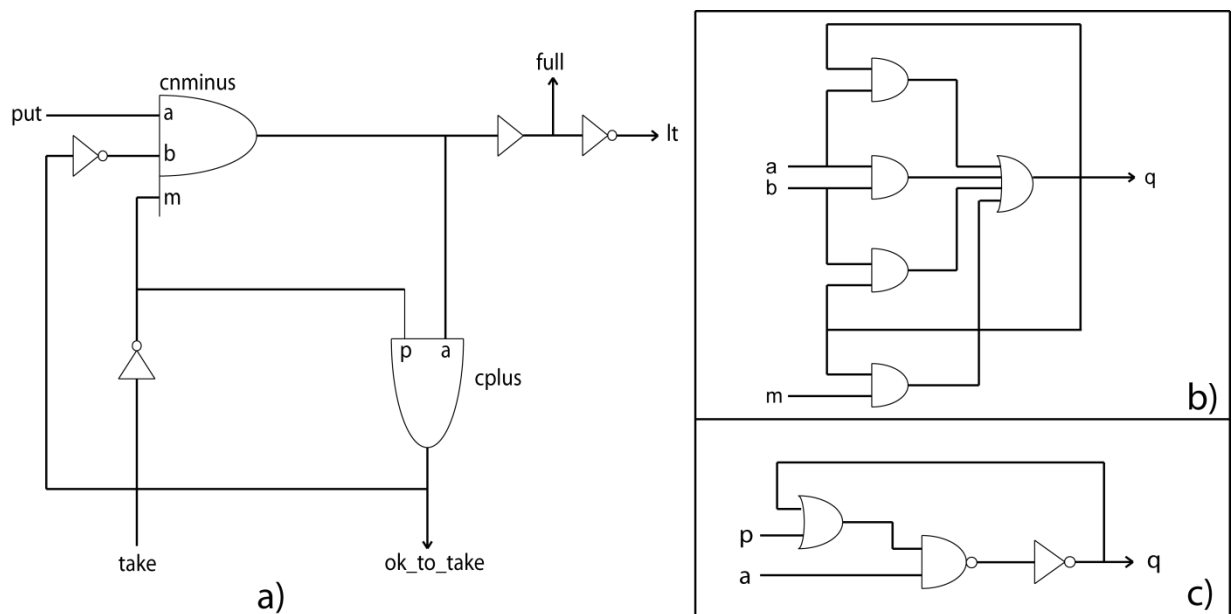 cnminus
put
a
b
m
full
lt
p
a
cplus
take
ok_to_take
a)
a
b
q
m
b)
p
a
q
c)